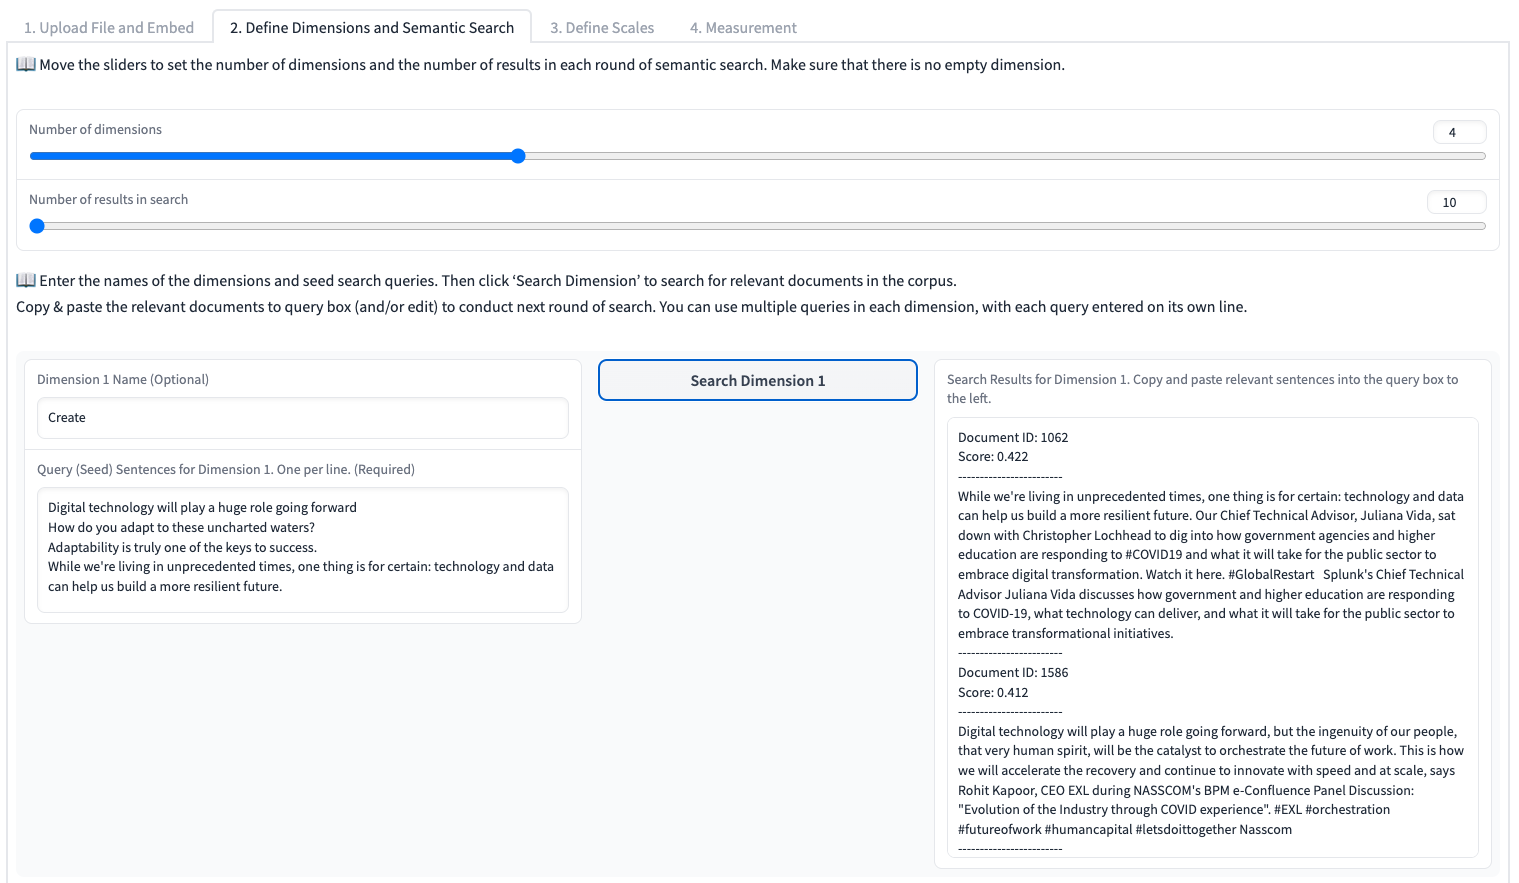 1. Upload File and Embed
2. Define Dimensions and Semantic Search
3. Define Scales
4. Measurement
📖 Move the sliders to set the number of dimensions and the number of results in each round of semantic search. Make sure that there is no empty dimension.
Number of dimensions
4
Number of results in search
10
📖 Enter the names of the dimensions and seed search queries. Then click ‘Search Dimension’ to search for relevant documents in the corpus.
Copy & paste the relevant documents to query box (and/or edit) to conduct next round of search. You can use multiple queries in each dimension, with each query entered on its own line.
Dimension 1 Name (Optional)
Create
Query (Seed) Sentences for Dimension 1. One per line. (Required)
Digital technology will play a huge role going forward
How do you adapt to these uncharted waters?
Adaptability is truly one of the keys to success.
While we're living in unprecedented times, one thing is for certain: technology and data
can help us build a more resilient future.
Search Dimension 1
Search Results for Dimension 1. Copy and paste relevant sentences into the query box to
the left.
Document ID: 1062
Score: 0.422
------------------------
While we're living in unprecedented times, one thing is for certain: technology and data
can help us build a more resilient future. Our Chief Technical Advisor, Juliana Vida, sat
down with Christopher Lochhead to dig into how government agencies and higher
education are responding to #COVID19 and what it will take for the public sector to
embrace digital transformation. Watch it here. #GlobalRestart   Splunk's Chief Technical
Advisor Juliana Vida discusses how government and higher education are responding
to COVID-19, what technology can deliver, and what it will take for the public sector to
embrace transformational initiatives.
------------------------
Document ID: 1586
Score: 0.412
------------------------
Digital technology will play a huge role going forward, but the ingenuity of our people,
that very human spirit, will be the catalyst to orchestrate the future of work. This is how
we will accelerate the recovery and continue to innovate with speed and at scale, says
Rohit Kapoor, CEO EXL during NASSCOM's BPM e-Confluence Panel Discussion:
"Evolution of the Industry through COVID experience". #EXL #orchestration
#futureofwork #humancapital #letsdoittogether Nasscom
------------------------